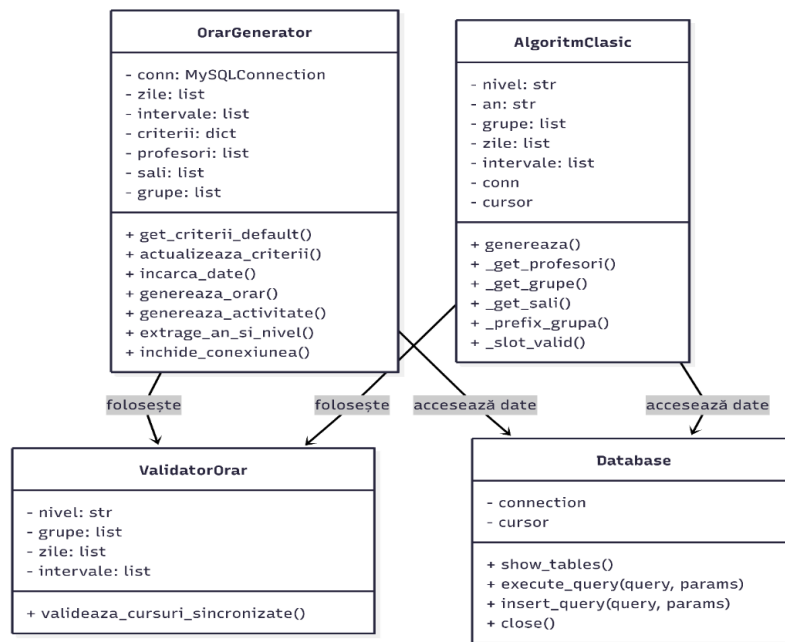 OrarGenerator
- conn: MySQLConnection
- zile: list
- intervale: list
- criterii: dict
- profesori: list
- sali: list
- grupe: list
+ get_criterii_default()
+ actualizeaza_criterii()
+ incarca_date()
+ genereaza_orar()
+ genereaza_activitate()
+ extrage_an_si_nivel()
+ inchide_conexiunea()
AlgoritmClasic
- nivel: str
- an: str
- grupe: list
- zile: list
- intervale: list
- conn
- cursor
+ genereaza()
+ _get_profesori()
+ _get_grupe()
+ _get_sali()
+ _prefix_grupa()
+ _slot_valid()
folosește
folosește
accesează date
accesează date
ValidatorOrar
- nivel: str
- grupe: list
- zile: list
- intervale: list
+ valideaza_cursuri_sincronizate()
Database
- connection
- cursor
+ show_tables()
+ execute_query(query, params)
+ insert_query(query, params)
+ close()